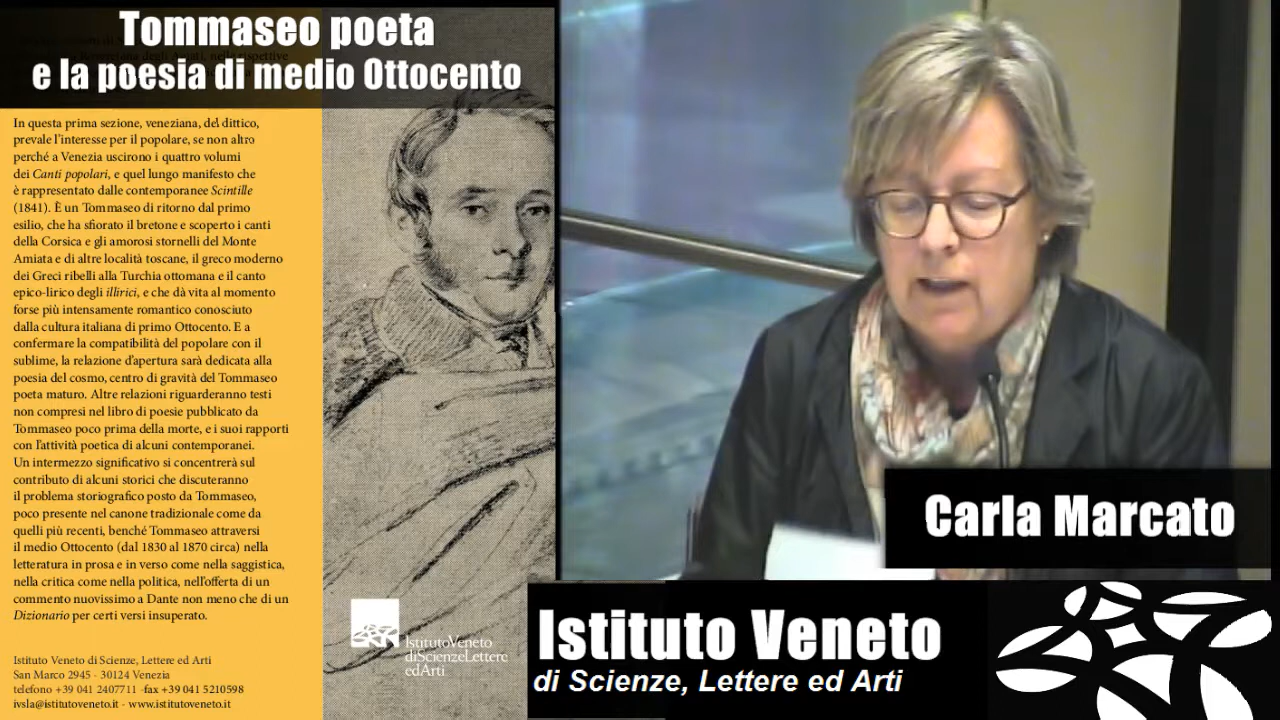 Tommaseo poeta
e la poesia di medio Ottocento
In questa prima sezione, veneziana, del dittico,
prevale l'interesse per il popolare, se non altro
perché a Venezia uscirono i quattro volumi
dei Canti popolari, e quel lungo manifesto che
è rappresentato dalle contemporanee Scintille
(1841). È un Tommaseo di ritorno dal primo
esilio, che ha sfiorato il bretone e scoperto i canti
della Corsica e gli amorosi stornelli del Monte
Amiata e di altre località toscane, il greco moderno
dei Greci ribelli alla Turchia ottomana e il canto
epico-lirico degli illirici, e che dà vita al momento
forse più intensamente romantico conosciuto
dalla cultura italiana di primo Ottocento. E a
confermare la compatibilità del popolare con il
sublime, la relazione d'apertura sarà dedicata alla
poesia del cosmo, centro di gravità del Tommaseo
poeta maturo. Altre relazioni riguarderanno testi
non compresi nel libro di poesie pubblicato da
Tommaseo poco prima della morte, e i suoi rapporti
con l'attività poetica di alcuni contemporanei.
Un intermezzo significativo si concentrerà sul
contributo di alcuni storici che discuteranno
il problema storiografico posto da Tommaseo,
poco presente nel canone tradizionale come da
quelli più recenti, benché Tommaseo attraversi
il medio Ottocento (dal 1830 al 1870 circa) nella
letteratura in prosa e in verso come nella saggistica,
nella critica come nella politica, nell'offerta di un
commento nuovissimo a Dante non meno che di un
Dizionario per certi versi insuperato.
Istituto Veneto di Scienze, Lettere ed Arti
San Marco 2945 - 30124 Venezia
telefono +39 041 2407711 -fax +39 041 5210598
ivsla@istitutoveneto.it - www.istitutoveneto.it
IstitutoVeneto
diScienzeLettere
edArti
Carla Marcato
Istituto Veneto
di Scienze, Lettere ed Arti